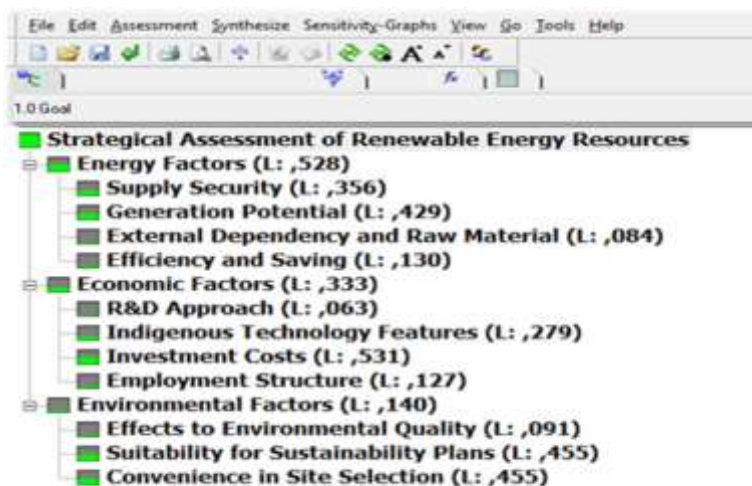 File Edit Assessment Synthesize Sensitivity-Graphs View Go Tools Help
1.0 Goal
Strategical Assessment of Renewable Energy Resources
Energy Factors (L: ,528)
Supply Security (L: ,356)
Generation Potential (L: ,429)
External Dependency and Raw Material (L: ,084)
Efficiency and Saving (L: ,130)
Economic Factors (L: ,333)
R&D Approach (L: ,063)
Indigenous Technology Features (L: ,279)
Investment Costs (L: ,531)
Employment Structure (L: ,127)
Environmental Factors (L: ,140)
Effects to Environmental Quality (L: ,091)
Suitability for Sustainability Plans (L: ,455)
Convenience in Site Selection (L: ,455)